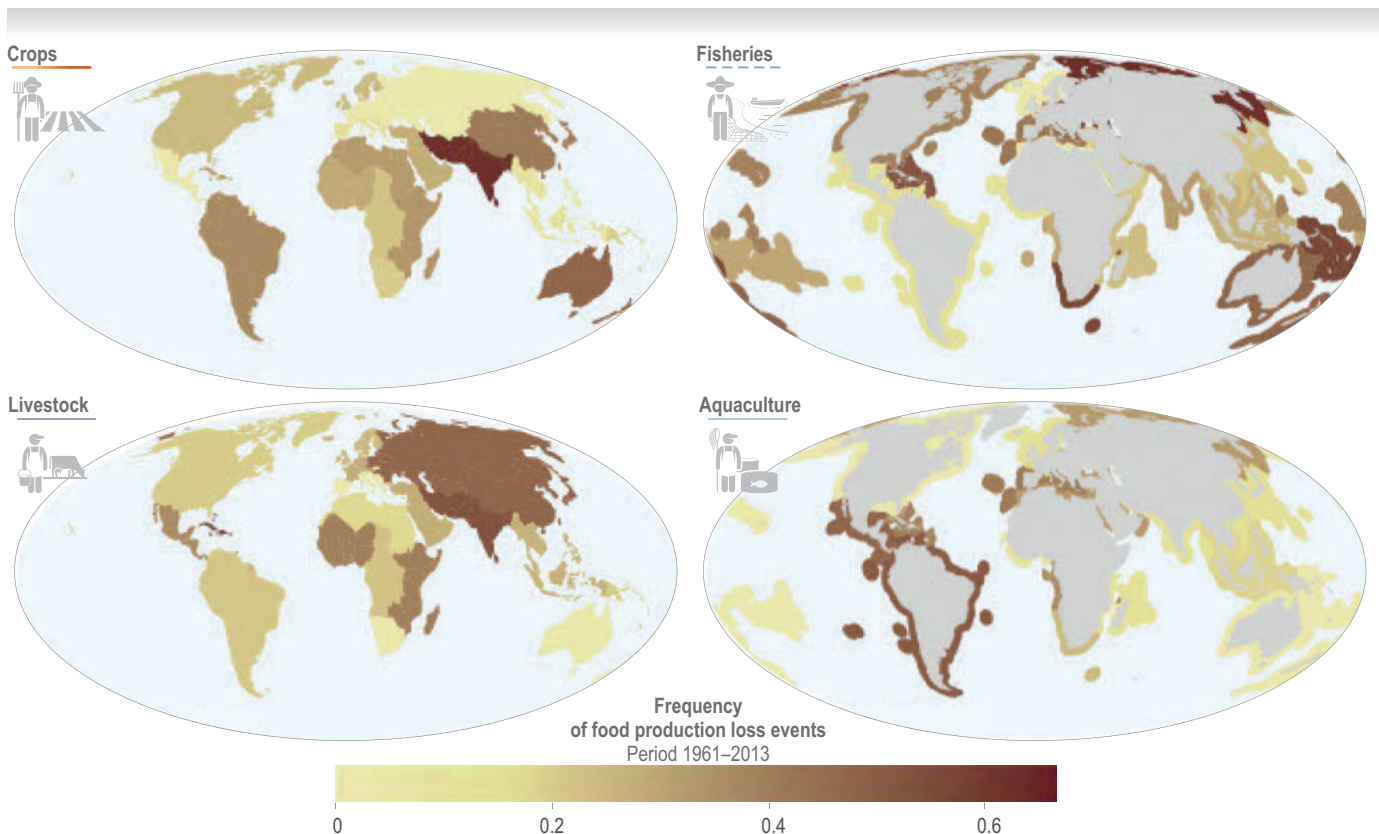 Crops
Fisheries
Livestock
Aquaculture
Frequency
of food production loss events
Period 1961–2013
0
0.2
0.4
0.6